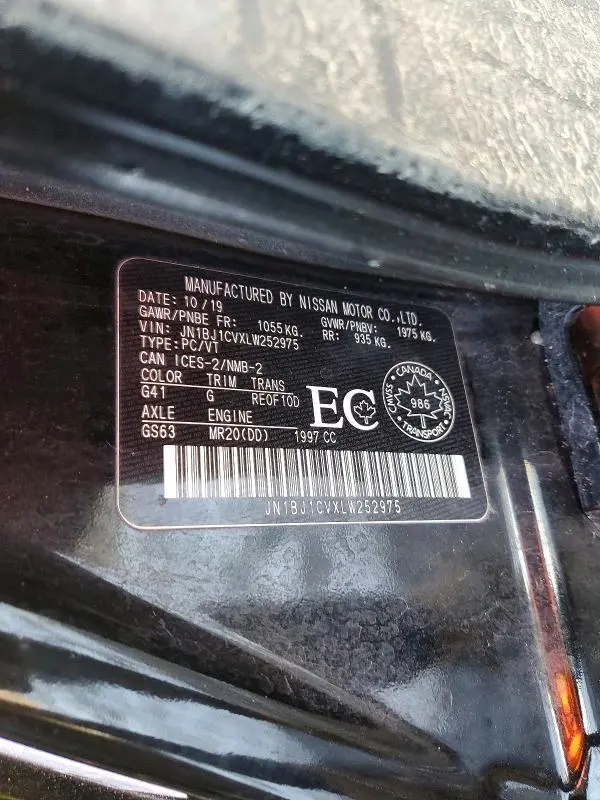 MANUFACTURED BY NISSAN MOTOR CO.,LTD.
DATE: 10/19
GAWR/PNBE FR: 1055 KG. GVWR/PNBV: 1975 KG.
VIN: JN1BJ1CVXLW252975 RR: 935 KG.
TYPE:PC/VT
CAN ICES-2/NMB-2
COLOR TRIM TRANS
G41 G RE0F10D
AXLE ENGINE
GS63 MR20(DD) 1997 CC
EC
CANADA
CMVSS 986 NSVAC
TRANSPORT
JN1BJ1CVXLW252975